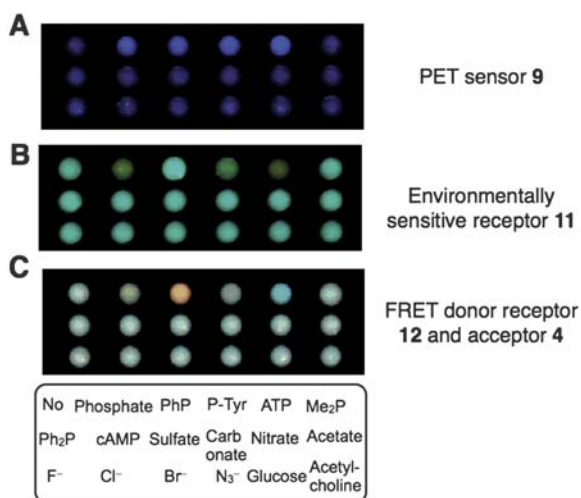 A
PET sensor 9
B
Environmentally
sensitive receptor 11
C
FRET donor receptor
12 and acceptor 4
No Phosphate PhP P-Tyr ATP Me₂P
Ph₂P cAMP Sulfate Carb Nitrate Acetate
onate
F⁻ Cl⁻ Br⁻ N₃⁻ Glucose Acetyl-
choline